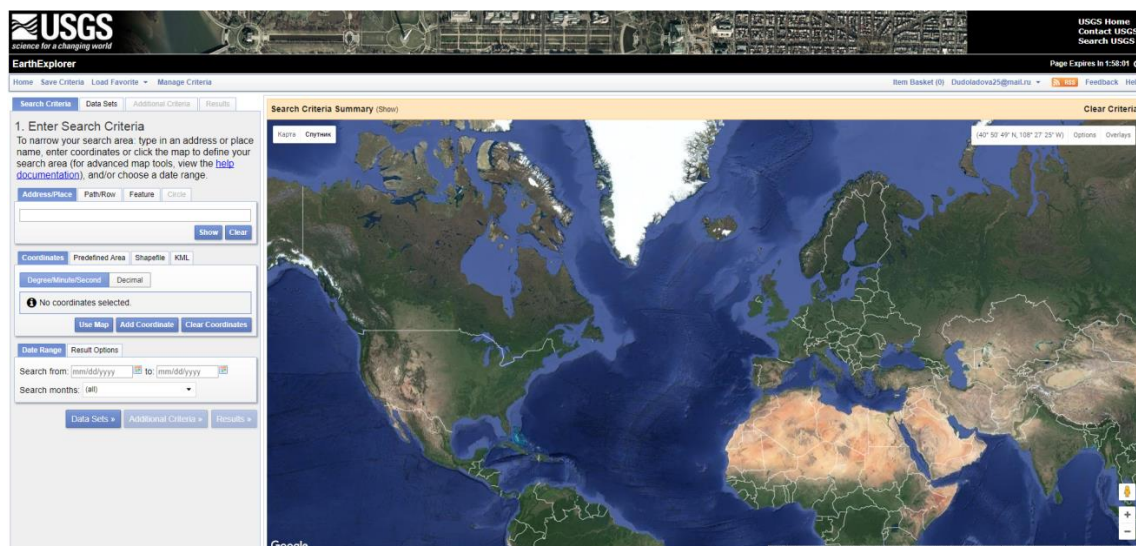 USGS
science for a changing world
USGS Home
Contact USGS
Search USGS
EarthExplorer
Page Expires In 1:58:01
Home Save Criteria Load Favorite Manage Criteria
Item Basket (0) Dudoladova25@mail.ru RSS Feedback Hel
Search Criteria Data Sets Additional Criteria Results
1. Enter Search Criteria
To narrow your search area: type in an address or place
name, enter coordinates or click the map to define your
search area (for advanced map tools, view the help
documentation), and/or choose a date range.
Address/Place Path/Row Feature Circle
Show Clear
Coordinates Predefined Area Shapefile KML
Degree/Minute/Second Decimal
No coordinates selected.
Use Map Add Coordinate Clear Coordinates
Date Range Result Options
Search from: mm/dd/yyyy to: mm/dd/yyyy
Search months: (all)
Data Sets » Additional Criteria » Results »
Search Criteria Summary (Show)
Clear Criteria
Карта Спутник
(40° 50' 49" N, 108° 27' 25" W) Options Overlays
Google